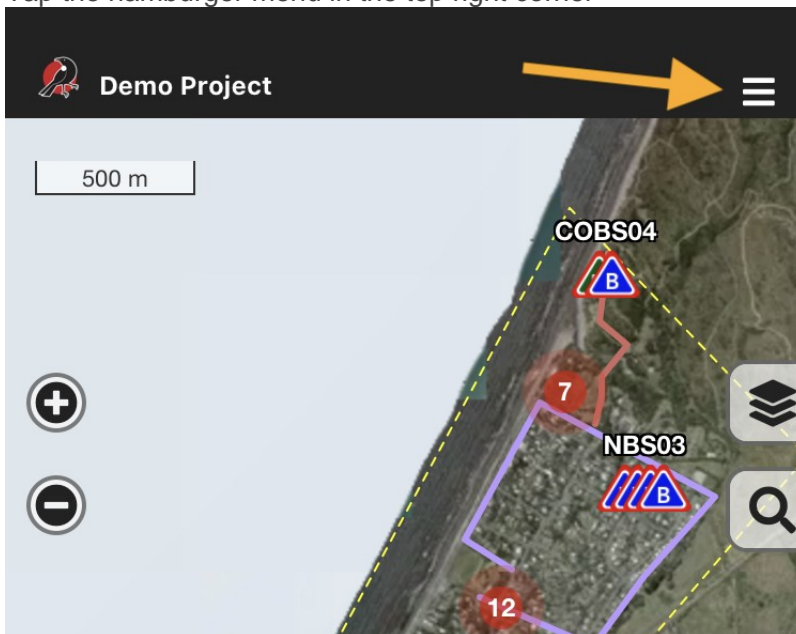 Tap the hamburger menu in the top right corner
Demo Project
500 m
COBS04
B
7
NBS03
B
12